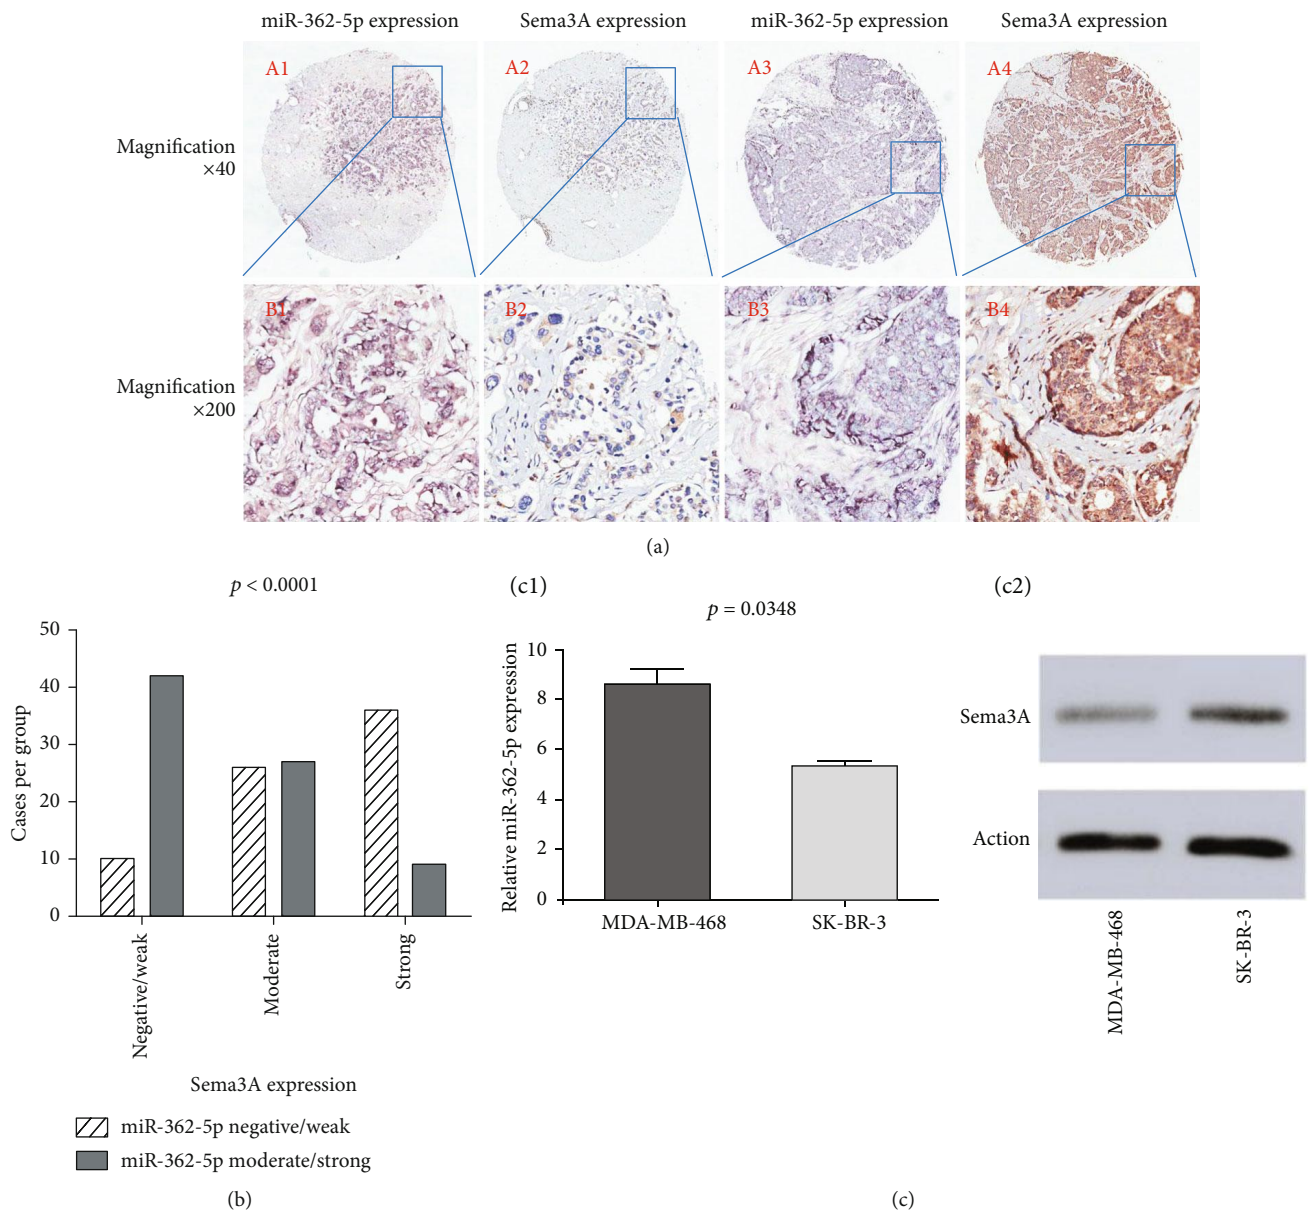 miR-362-5p expression
Sema3A expression
miR-362-5p expression
Sema3A expression
A1
A2
A3
A4
Magnification
×40
B1
B2
B3
B4
Magnification
×200
(a)
p < 0.0001
50
40
30
20
10
0
Cases per group
Negative/weak
Moderate
Strong
Sema3A expression
miR-362-5p negative/weak
miR-362-5p moderate/strong
(b)
(c1)
p = 0.0348
10
8
6
4
2
0
Relative miR-362-5p expression
MDA-MB-468
SK-BR-3
(c2)
Sema3A
Action
MDA-MB-468
SK-BR-3
(c)